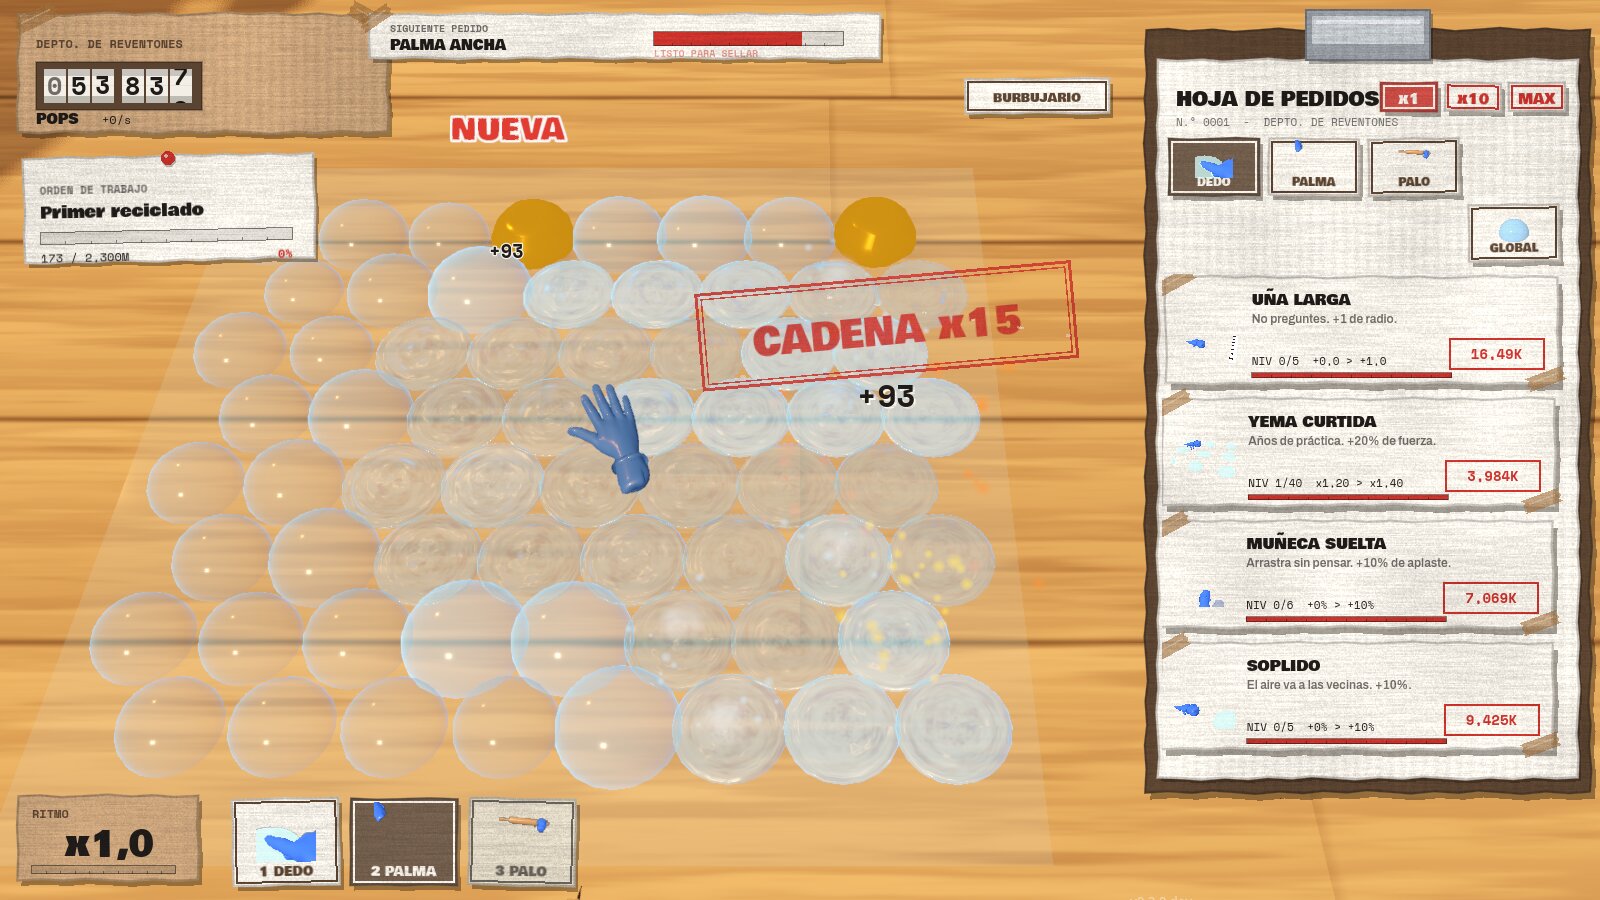 DEPTO. DE REVENTONES
053 837
POPS +0/s
SIGUIENTE PEDIDO
PALMA ANCHA
LISTO PARA SELLAR
BURBUJARIO
NUEVA
ORDEN DE TRABAJO
Primer reciclado
173 / 2,300M 0%
+93
CADENA x15
+93
HOJA DE PEDIDOS x1 x10 MAX
N.° 0001 - DEPTO. DE REVENTONES
DEDO PALMA PALO
GLOBAL
UÑA LARGA
No preguntes. +1 de radio.
NIV 0/5 +0,0 > +1,0 16,49K
YEMA CURTIDA
Años de práctica. +20% de fuerza.
NIV 1/40 x1,20 > x1,40 3,984K
MUÑECA SUELTA
Arrastra sin pensar. +10% de aplaste.
NIV 0/6 +0% > +10% 7,069K
SOPLIDO
El aire va a las vecinas. +10%.
NIV 0/5 +0% > +10% 9,425K
RITMO
x1,0
1 DEDO 2 PALMA 3 PALO